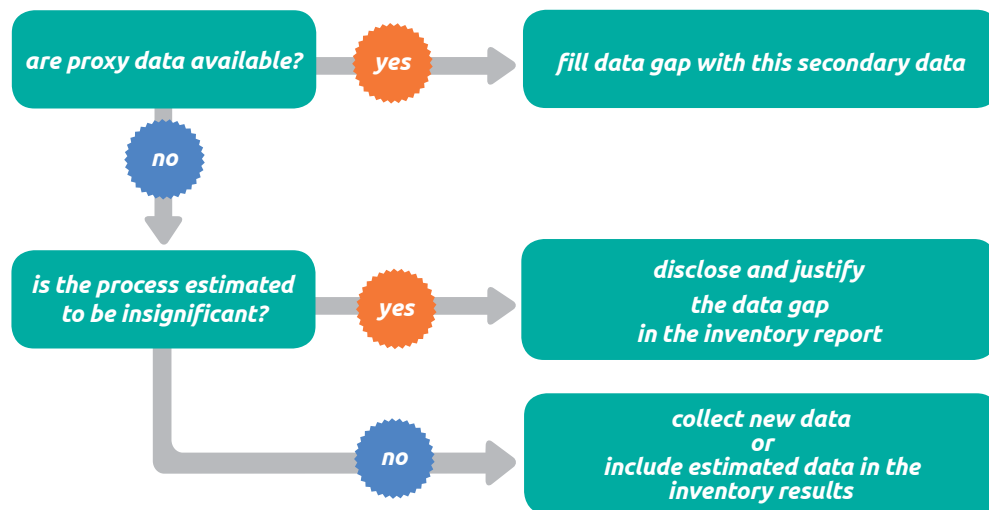 are proxy data available?
yes
fill data gap with this secondary data
no
is the process estimated
to be insignificant?
yes
disclose and justify
the data gap
in the inventory report
no
collect new data
or
include estimated data in the
inventory results